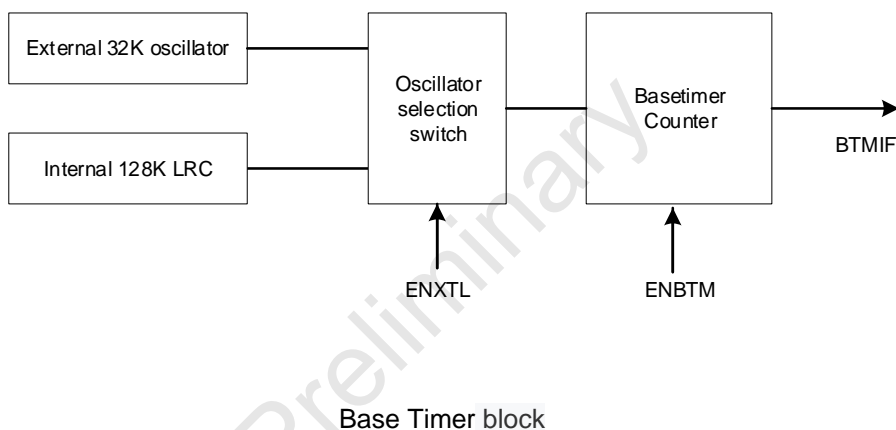 External 32K oscillator
Internal 128K LRC
Oscillator
selection
switch
Basetimer
Counter
BTMIF
ENXTL
ENBTM
Preliminary
Base Timer block